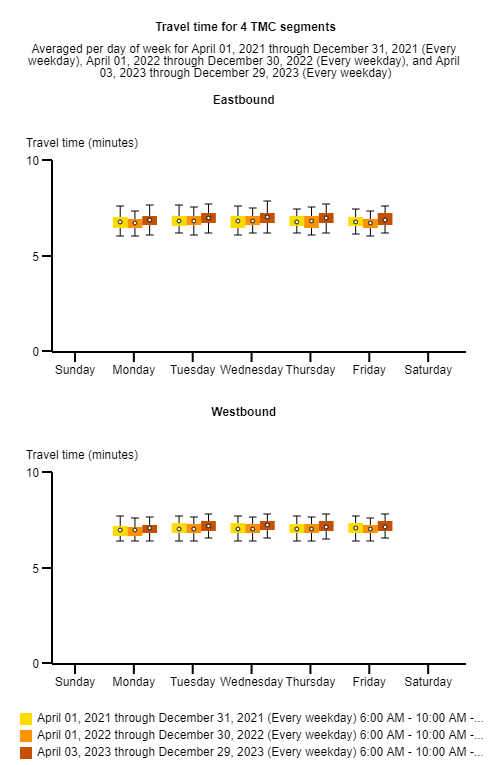 Travel time for 4 TMC segments
Averaged per day of week for April 01, 2021 through December 31, 2021 (Every
weekday), April 01, 2022 through December 30, 2022 (Every weekday), and April
03, 2023 through December 29, 2023 (Every weekday)
Eastbound
Travel time (minutes)
10
5
0
Sunday Monday Tuesday Wednesday Thursday Friday Saturday
Westbound
Travel time (minutes)
10
5
0
Sunday Monday Tuesday Wednesday Thursday Friday Saturday
April 01, 2021 through December 31, 2021 (Every weekday) 6:00 AM - 10:00 AM -...
April 01, 2022 through December 30, 2022 (Every weekday) 6:00 AM - 10:00 AM -...
April 03, 2023 through December 29, 2023 (Every weekday) 6:00 AM - 10:00 AM -...